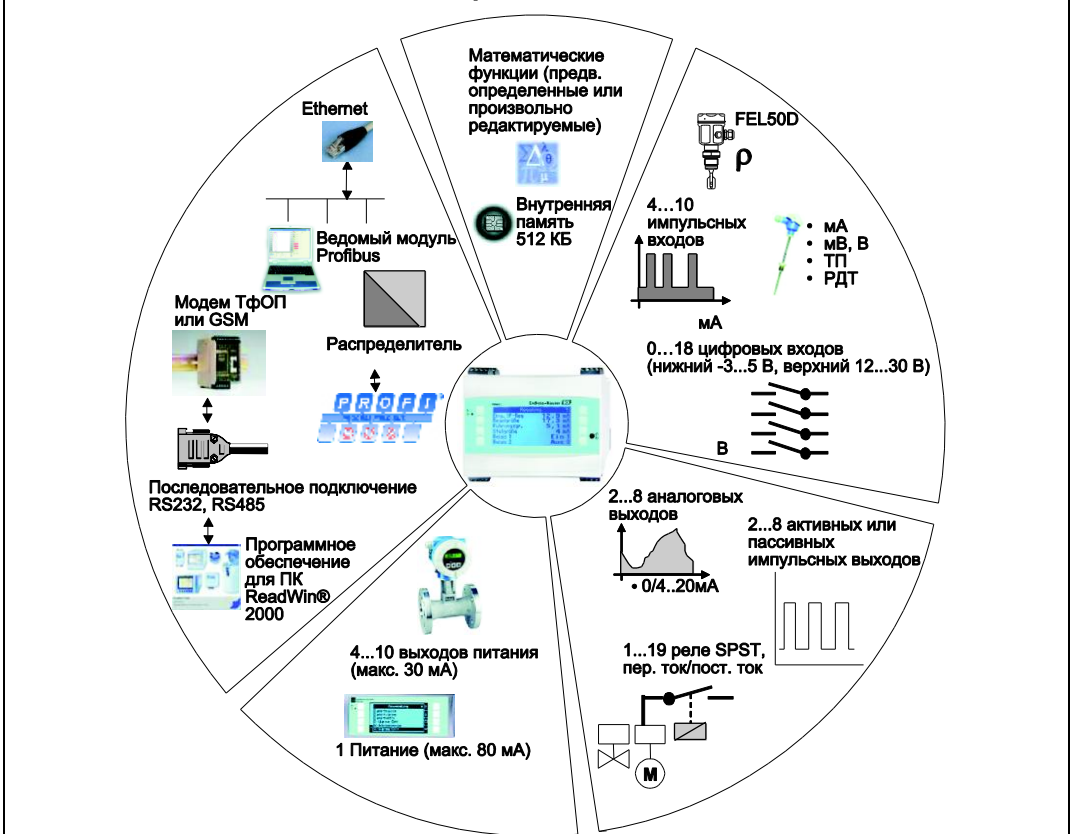 Математические
функции (предв.
определенные или
произвольно
редактируемые)
Внутренняя
память
512 КБ
Ethernet
Ведомый модуль
Profibus
Модем ТфОП
или GSM
Распределитель
PROFI
Последовательное подключение
RS232, RS485
Программное
обеспечение
для ПК
ReadWin®
2000
FEL50D
ρ
4...10
импульсных
входов
мА
• мА
• мВ, В
• ТП
• РДТ
0...18 цифровых входов
(нижний -3...5 В, верхний 12...30 В)
В
2...8 аналоговых
выходов
• 0/4..20мА
2...8 активных или
пассивных
импульсных выходов
1...19 реле SPST,
пер. ток/пост. ток
М
4...10 выходов питания
(макс. 30 мА)
1 Питание (макс. 80 мА)